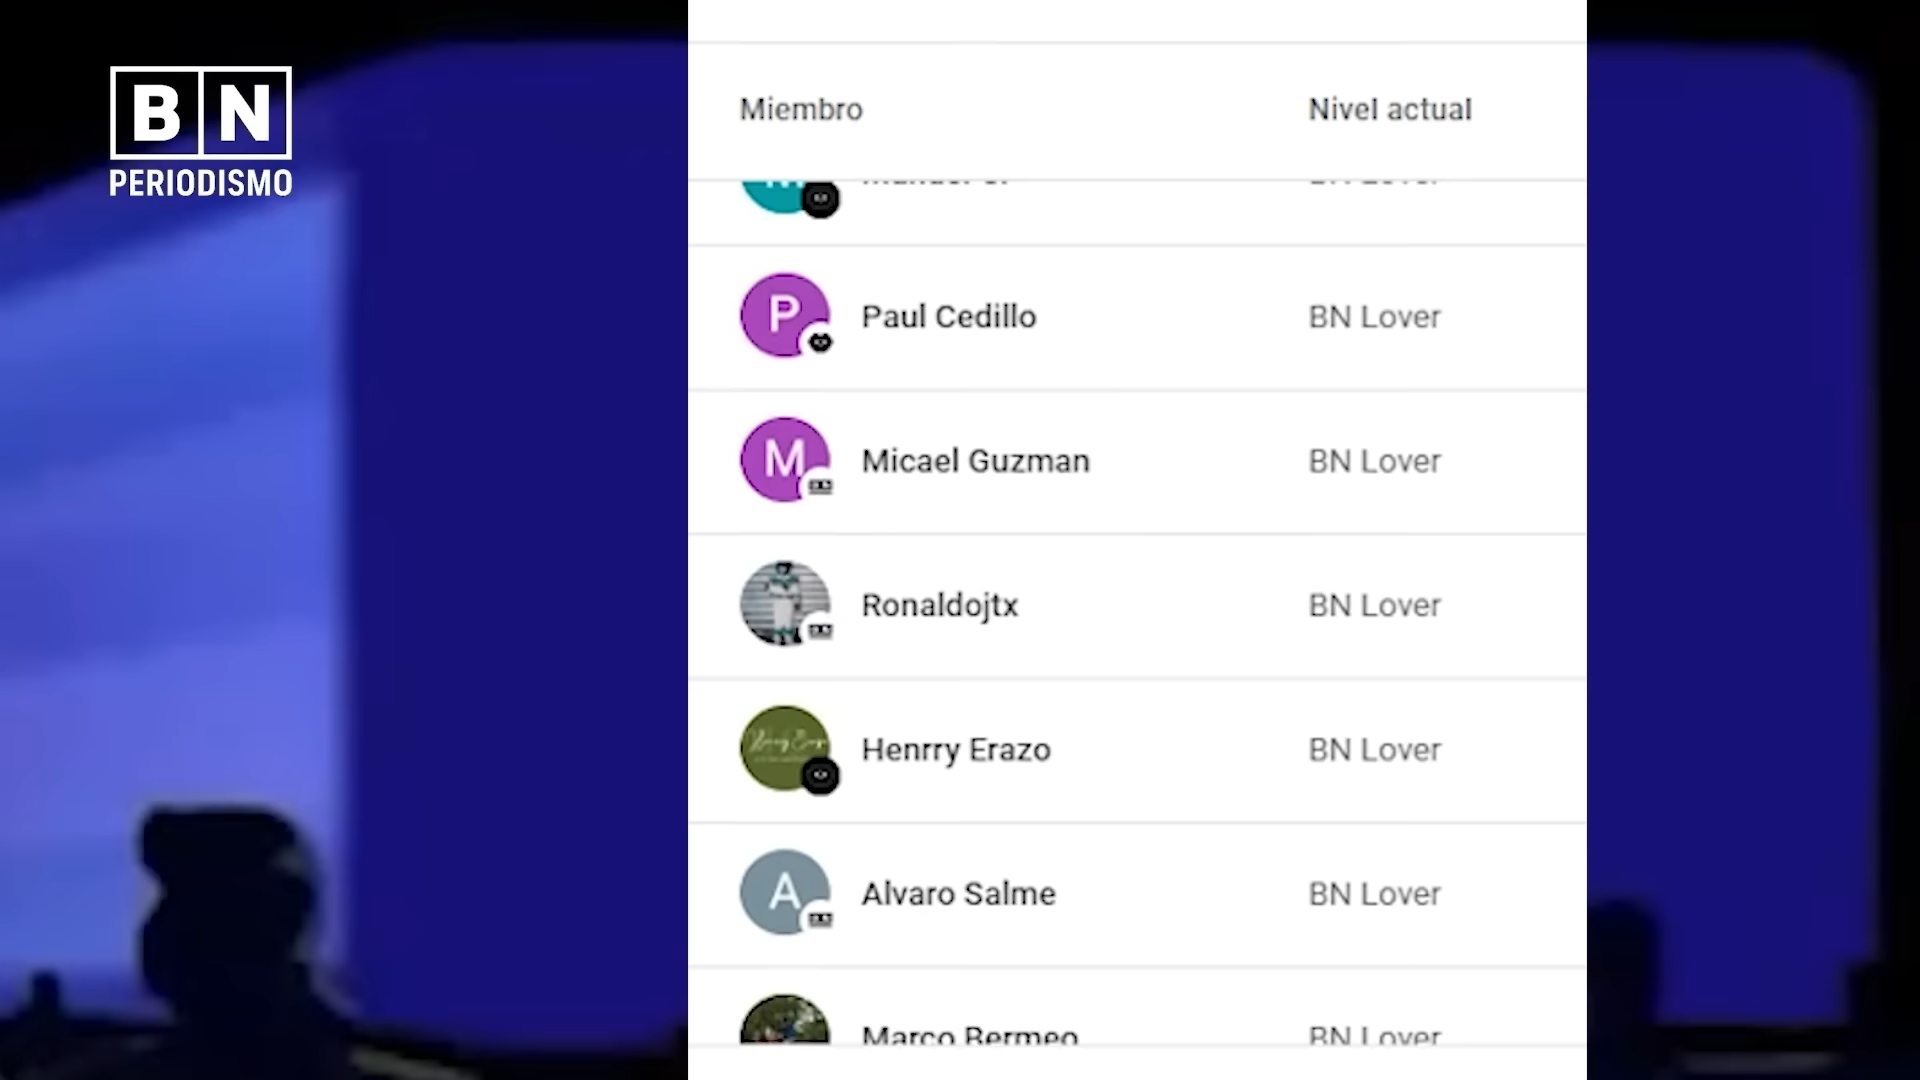 BN
PERIODISMO
Miembro Nivel actual
P Paul Cedillo BN Lover
M Micael Guzman BN Lover
Ronaldojtx BN Lover
Henrry Erazo BN Lover
A Alvaro Salme BN Lover
Marco Bermeo BN Lover